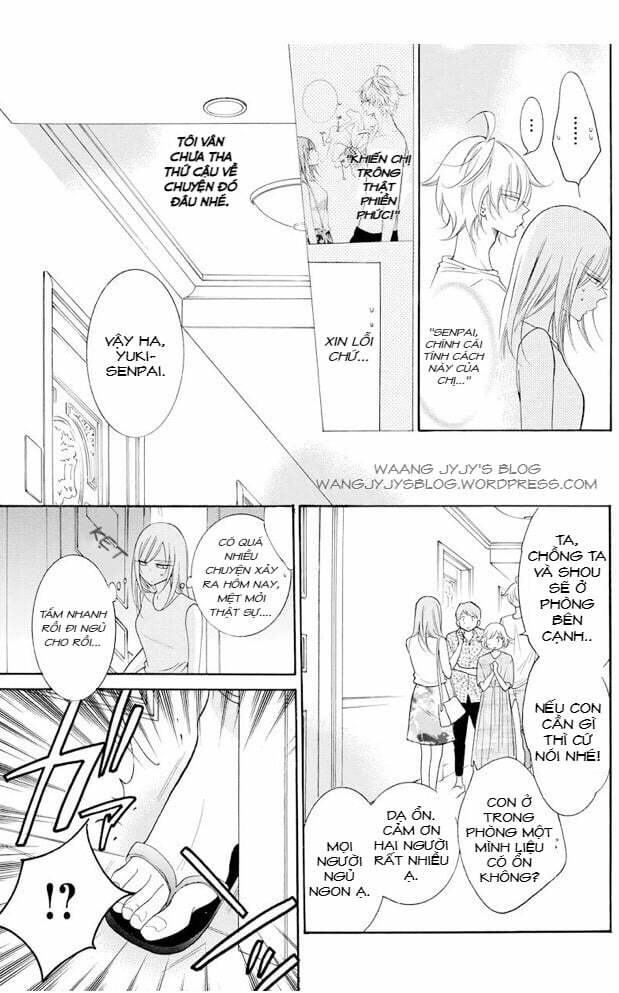 ...
...
"SENPAI,
CHÍNH CÁI
TÍNH CÁCH
NÀY CỦA
CHỊ..."
"KHIẾN CHỊ
TRÔNG
THẬT
PHIỀN
PHỨC!"
XIN LỖI
CHỨ...
TÔI VẪN
CHƯA THA
THỨ CẬU VỀ
CHUYỆN ĐÓ
ĐÂU NHÉ.
VẬY HA,
YUKI-
SENPAI.
WAANG JYJY'S BLOG
WANGJYJYSBLOG.WORDPRESS.COM
TA,
CHỒNG TA
VÀ SHOU
SẼ Ở
PHÒNG
BÊN
CẠNH..
NẾU CON
CẦN GÌ
THÌ CỨ
NÓI NHÉ!
CON Ở
TRONG
PHÒNG MỘT
MÌNH LIỆU
CÓ ỔN
KHÔNG?
DẠ ỔN.
CẢM ƠN
HAI NGƯỜI
RẤT NHIỀU
Ạ.
MỌI
NGƯỜI
NGỦ
NGON Ạ.
CÓ QUÁ
NHIỀU
CHUYỆN XẢY
RA HÔM NAY,
MỆT MỎI
THẬT SỰ...
KẸT
TẮM NHANH
RỒI ĐI NGỦ
CHO RỒI...
!?